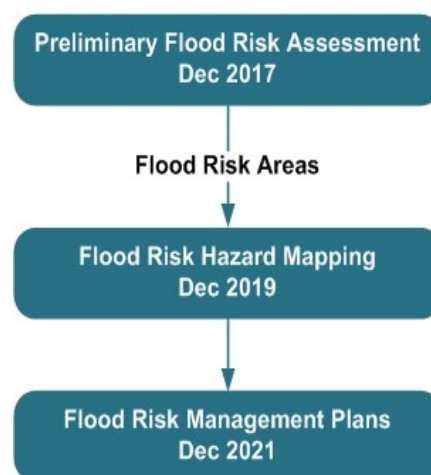 Preliminary Flood Risk Assessment
Dec 2017
Flood Risk Areas
Flood Risk Hazard Mapping
Dec 2019
Flood Risk Management Plans
Dec 2021